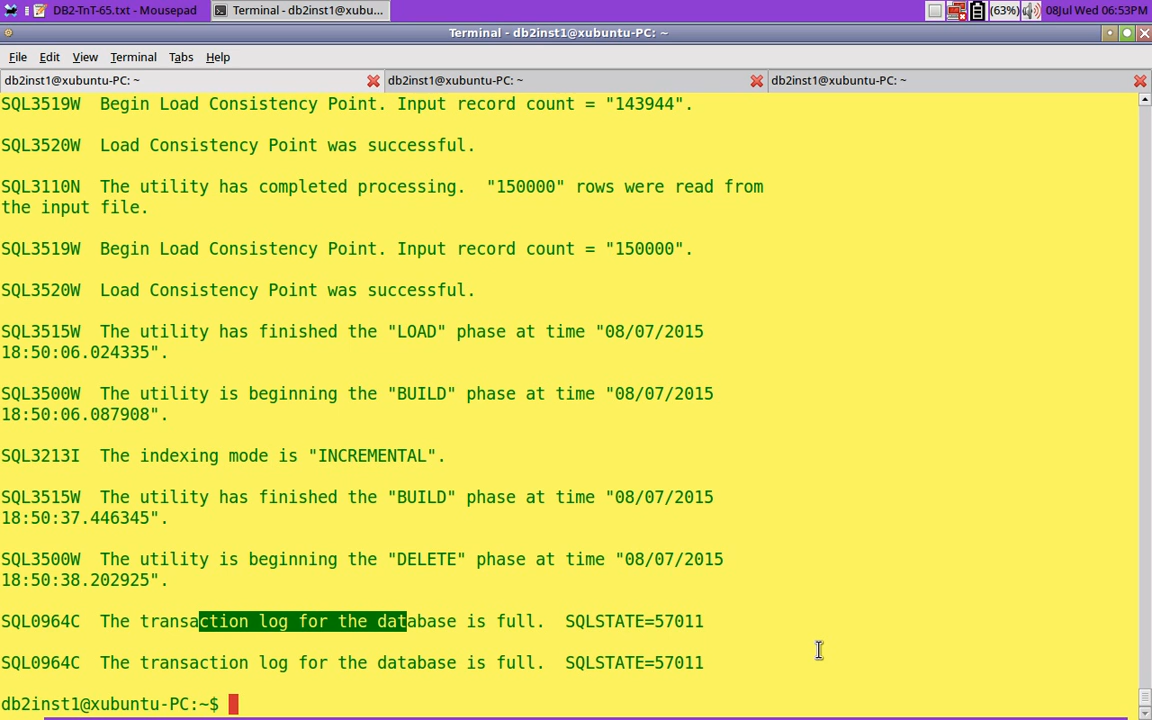 DB2-TnT-65.txt - Mousepad
Terminal - db2inst1@xubu...
(63%)
08Jul Wed 06:53PM
Terminal - db2inst1@xubuntu-PC: ~
File Edit View Terminal Tabs Help
db2inst1@xubuntu-PC: ~
db2inst1@xubuntu-PC: ~
db2inst1@xubuntu-PC: ~
SQL3519W  Begin Load Consistency Point. Input record count = "143944".
SQL3520W  Load Consistency Point was successful.
SQL3110N  The utility has completed processing.  "150000" rows were read from
the input file.
SQL3519W  Begin Load Consistency Point. Input record count = "150000".
SQL3520W  Load Consistency Point was successful.
SQL3515W  The utility has finished the "LOAD" phase at time "08/07/2015
18:50:06.024335".
SQL3500W  The utility is beginning the "BUILD" phase at time "08/07/2015
18:50:06.087908".
SQL3213I  The indexing mode is "INCREMENTAL".
SQL3515W  The utility has finished the "BUILD" phase at time "08/07/2015
18:50:37.446345".
SQL3500W  The utility is beginning the "DELETE" phase at time "08/07/2015
18:50:38.202925".
SQL0964C  The transaction log for the database is full.  SQLSTATE=57011
SQL0964C  The transaction log for the database is full.  SQLSTATE=57011
db2inst1@xubuntu-PC:~$